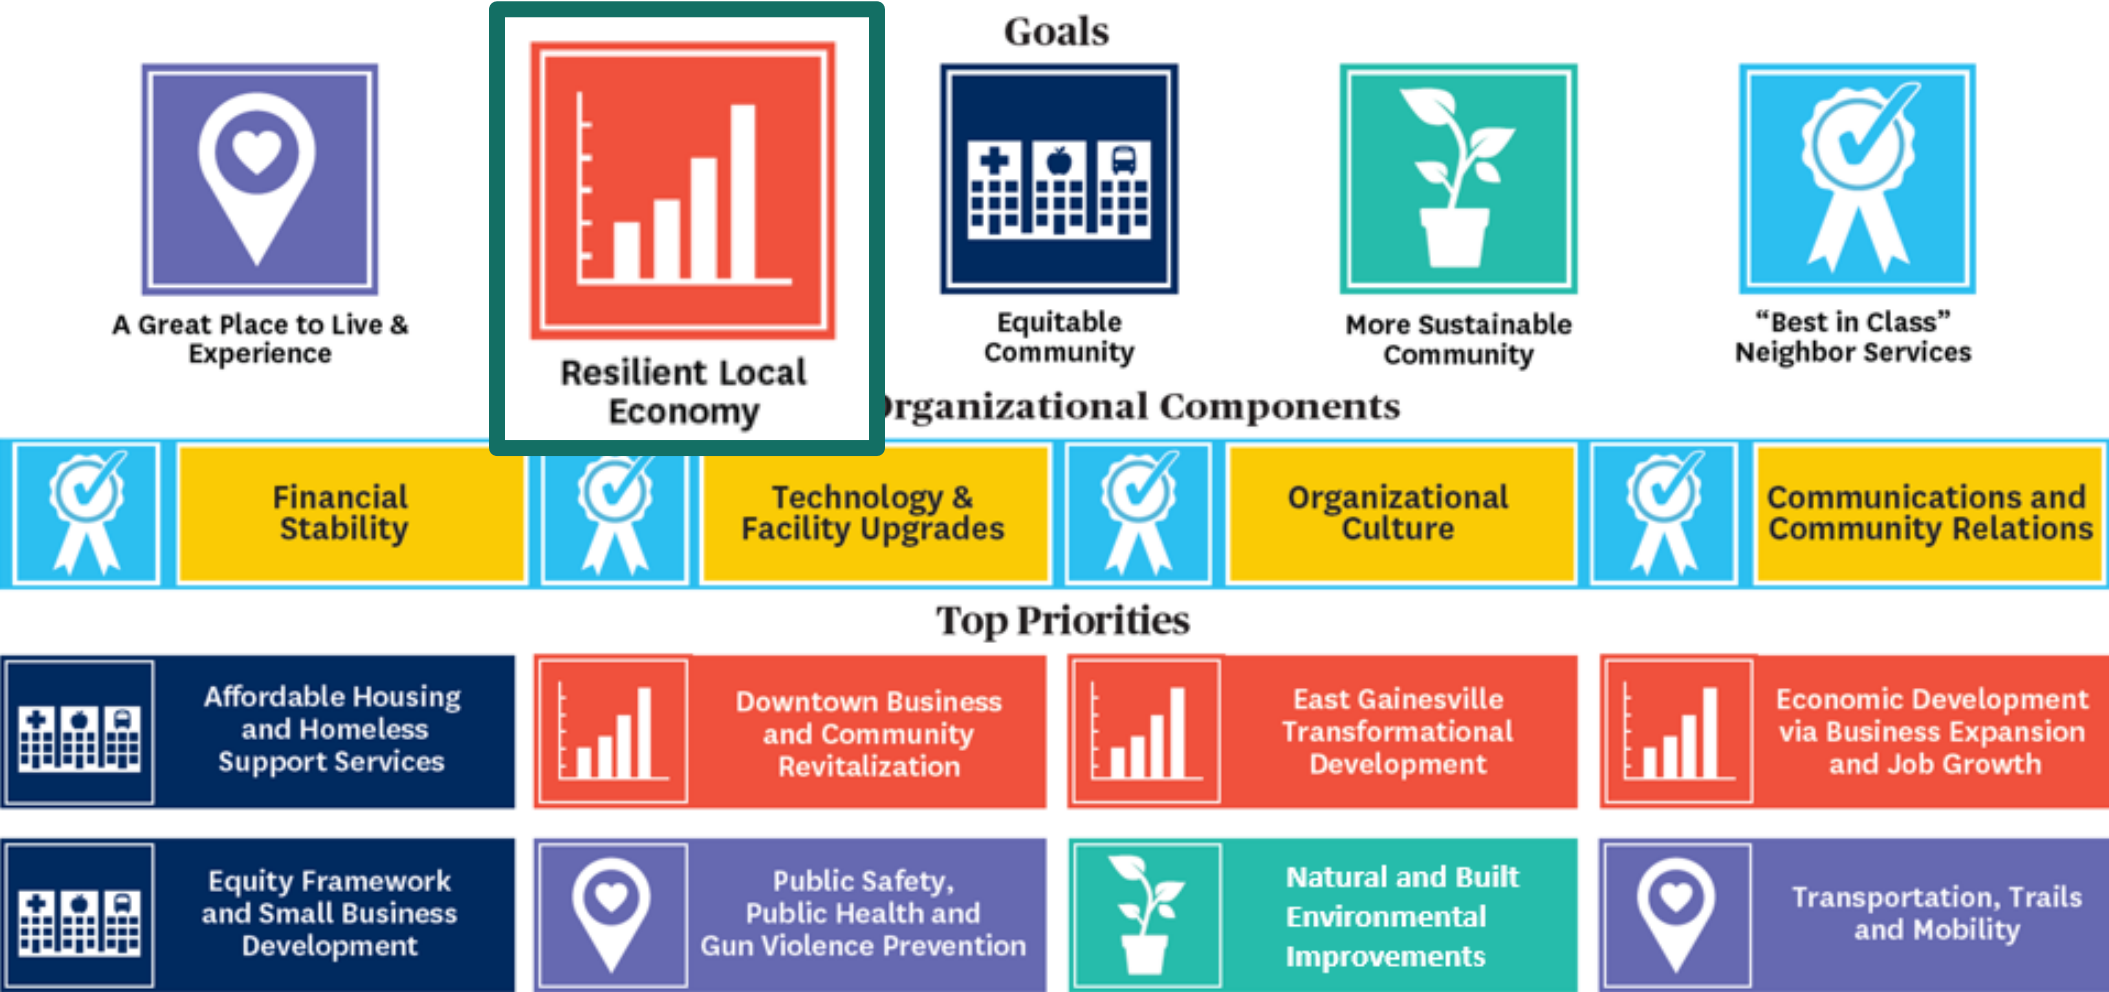 Goals
A Great Place to Live &
Experience
Resilient Local
Economy
Equitable
Community
More Sustainable
Community
“Best in Class”
Neighbor Services
rganizational Components
Financial
Stability
Technology &
Facility Upgrades
Organizational
Culture
Communications and
Community Relations
Top Priorities
Affordable Housing
and Homeless
Support Services
Downtown Business
and Community
Revitalization
East Gainesville
Transformational
Development
Economic Development
via Business Expansion
and Job Growth
Equity Framework
and Small Business
Development
Public Safety,
Public Health and
Gun Violence Prevention
Natural and Built
Environmental
Improvements
Transportation, Trails
and Mobility